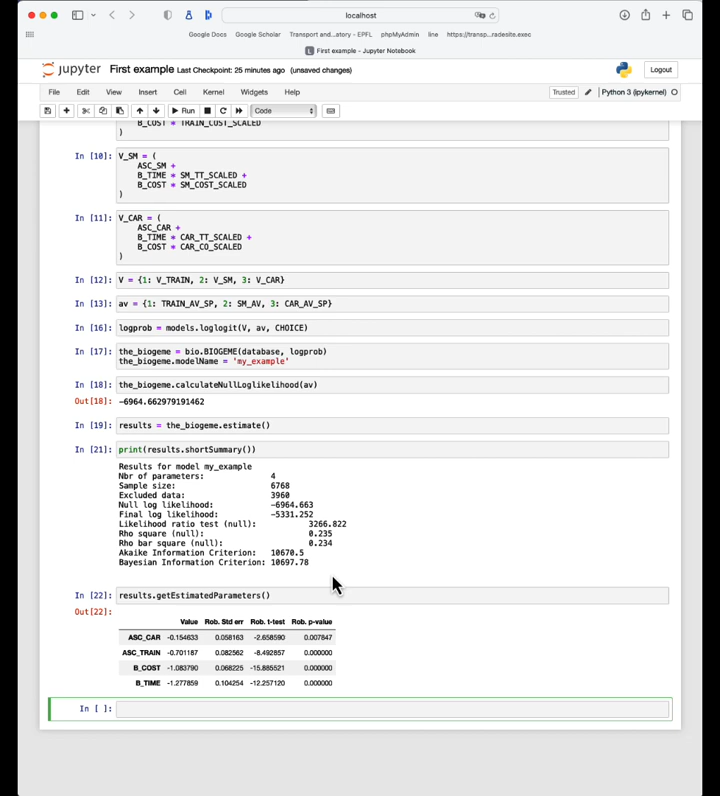 localhost
Google Docs Google Scholar Transport and...atory - EPFL phpMyAdmin line https://transp...radesite.exec
First example - Jupyter Notebook
jupyter First example Last Checkpoint: 25 minutes ago (unsaved changes)
Logout
File Edit View Insert Cell Kernel Widgets Help
Trusted Python 3 (ipykernel)
Run Code
B_COST * TRAIN_COST_SCALED
)
In [10]: V_SM = (
ASC_SM +
B_TIME * SM_TT_SCALED +
B_COST * SM_COST_SCALED
)
In [11]: V_CAR = (
ASC_CAR +
B_TIME * CAR_TT_SCALED +
B_COST * CAR_CO_SCALED
)
In [12]: V = {1: V_TRAIN, 2: V_SM, 3: V_CAR}
In [13]: av = {1: TRAIN_AV_SP, 2: SM_AV, 3: CAR_AV_SP}
In [16]: logprob = models.loglogit(V, av, CHOICE)
In [17]: the_biogeme = bio.BIOGEME(database, logprob)
the_biogeme.modelName = 'my_example'
In [18]: the_biogeme.calculateNullLoglikelihood(av)
Out[18]: -6964.662979191462
In [19]: results = the_biogeme.estimate()
In [21]: print(results.shortSummary())
Results for model my_example
Nbr of parameters: 4
Sample size: 6768
Excluded data: 3960
Null log likelihood: -6964.663
Final log likelihood: -5331.252
Likelihood ratio test (null): 3266.822
Rho square (null): 0.235
Rho bar square (null): 0.234
Akaike Information Criterion: 10670.5
Bayesian Information Criterion: 10697.78
In [22]: results.getEstimatedParameters()
Out[22]:
Value Rob. Std err Rob. t-test Rob. p-value
ASC_CAR -0.154633 0.058163 -2.658590 0.007847
ASC_TRAIN -0.701187 0.082562 -8.492857 0.000000
B_COST -1.083790 0.068225 -15.885521 0.000000
B_TIME -1.277859 0.104254 -12.257120 0.000000
In [ ]: